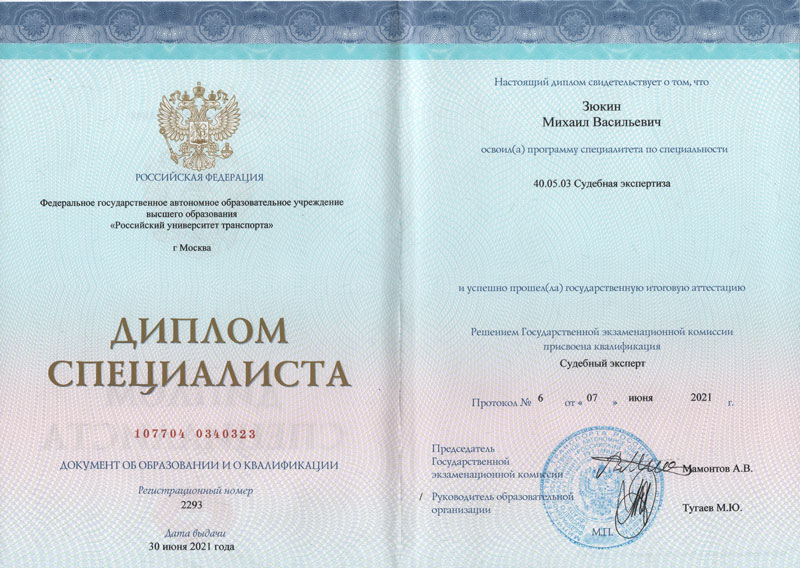 РОССИЙСКАЯ ФЕДЕРАЦИЯ
Федеральное государственное автономное образовательное учреждение
высшего образования
«Российский университет транспорта»
г Москва
ДИПЛОМ
СПЕЦИАЛИСТА
107704 0340323
ДОКУМЕНТ ОБ ОБРАЗОВАНИИ И О КВАЛИФИКАЦИИ
Регистрационный номер
2293
Дата выдачи
30 июня 2021 года
Настоящий диплом свидетельствует о том, что
Зюкин
Михаил Васильевич
освоил(а) программу специалитета по специальности
40.05.03 Судебная экспертиза
и успешно прошел(ла) государственную итоговую аттестацию
Решением Государственной экзаменационной комиссии
присвоена квалификация
Судебный эксперт
Протокол № 6 от « 07 » июня 2021 г.
Председатель
Государственной
экзаменационной комиссии Мамонтов А.В.
/ Руководитель образовательной
организации Тугаев М.Ю.
М.П.